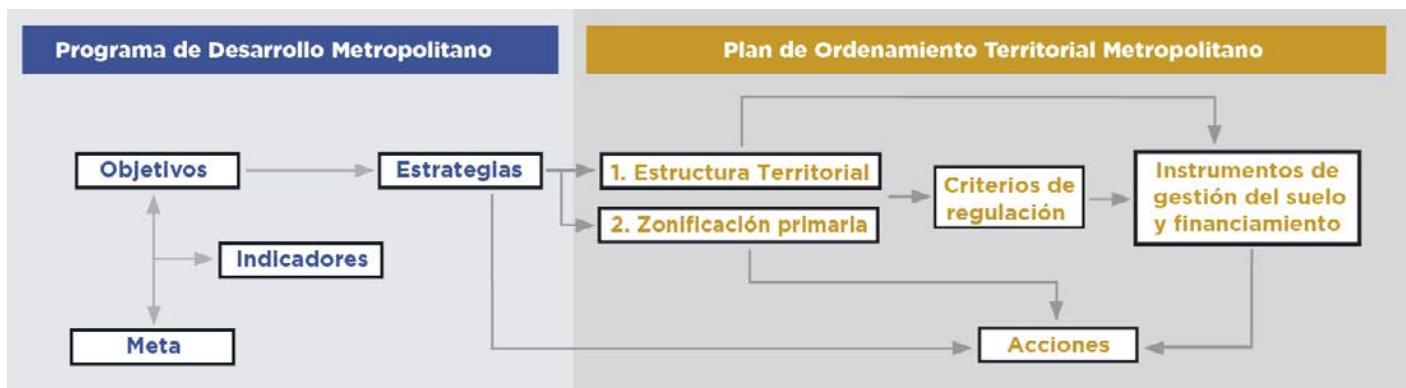 Programa de Desarrollo Metropolitano
Plan de Ordenamiento Territorial Metropolitano
Objetivos
Estrategias
Indicadores
Meta
1. Estructura Territorial
2. Zonificación primaria
Criterios de
regulación
Instrumentos de
gestión del suelo
y financiamiento
Acciones